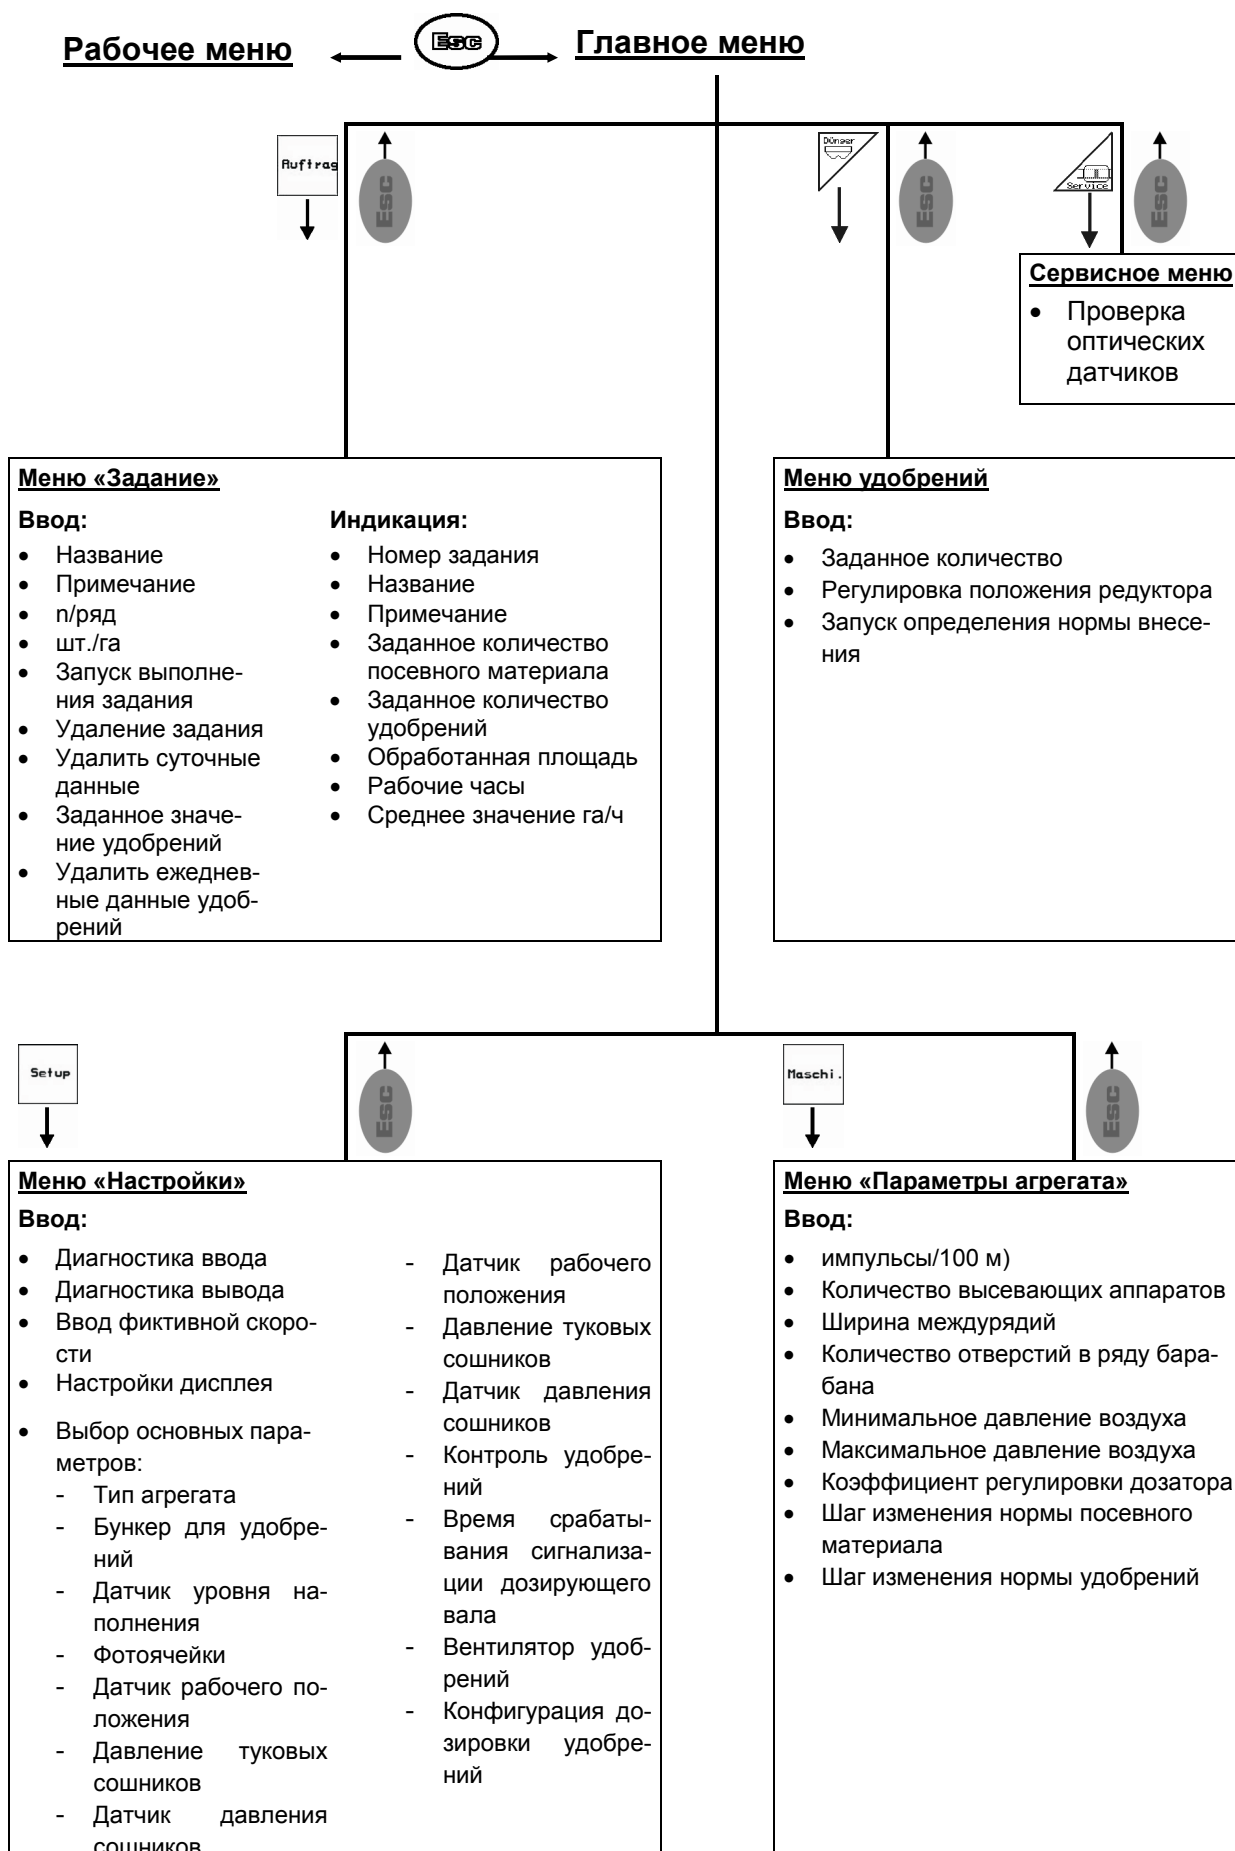 Рабочее меню
Esc
Главное меню
Auftrag
Esc
Dünger
Esc
Service
Esc
Сервисное меню
• Проверка
оптических
датчиков
Меню «Задание»
Ввод:
• Название
• Примечание
• n/ряд
• шт./га
• Запуск выполне-
ния задания
• Удаление задания
• Удалить суточные
данные
• Заданное значе-
ние удобрений
• Удалить ежеднев-
ные данные удоб-
рений
Индикация:
• Номер задания
• Название
• Примечание
• Заданное количество
посевного материала
• Заданное количество
удобрений
• Обработанная площадь
• Рабочие часы
• Среднее значение га/ч
Меню удобрений
Ввод:
• Заданное количество
• Регулировка положения редуктора
• Запуск определения нормы внесе-
ния
Setup
Esc
Maschi.
Esc
Меню «Настройки»
Ввод:
• Диагностика ввода
• Диагностика вывода
• Ввод фиктивной скоро-
сти
• Настройки дисплея
• Выбор основных пара-
метров:
- Тип агрегата
- Бункер для удобре-
ний
- Датчик уровня на-
полнения
- Фотоячейки
- Датчик рабочего по-
ложения
- Давление туковых
сошников
- Датчик давления
сошников
- Датчик рабочего
положения
- Давление туковых
сошников
- Датчик давления
сошников
- Контроль удобре-
ний
- Время срабаты-
вания сигнализа-
ции дозирующего
вала
- Вентилятор удоб-
рений
- Конфигурация до-
зировки удобре-
ний
Меню «Параметры агрегата»
Ввод:
• импульсы/100 м)
• Количество высевающих аппаратов
• Ширина междурядий
• Количество отверстий в ряду бара-
бана
• Минимальное давление воздуха
• Максимальное давление воздуха
• Коэффициент регулировки дозатора
• Шаг изменения нормы посевного
материала
• Шаг изменения нормы удобрений